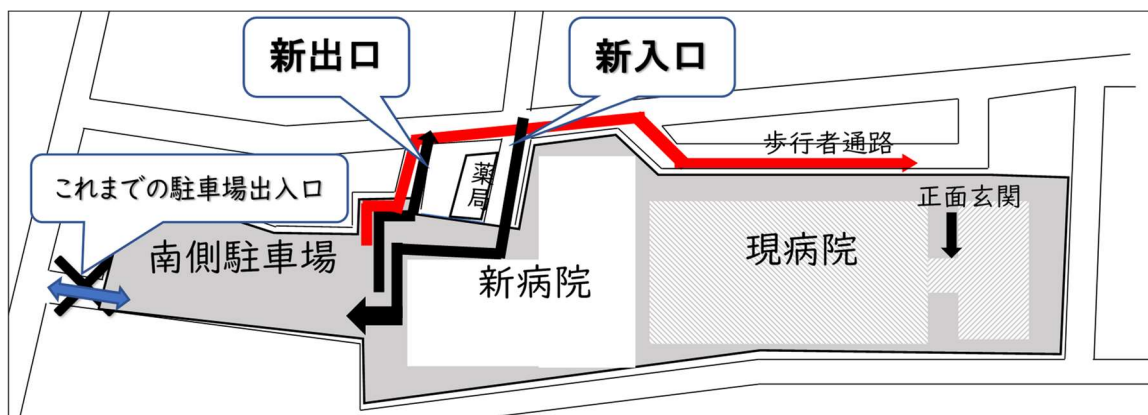 新出口
新入口
これまでの駐車場出入口
薬局
歩行者通路
正面玄関
南側駐車場
新病院
現病院